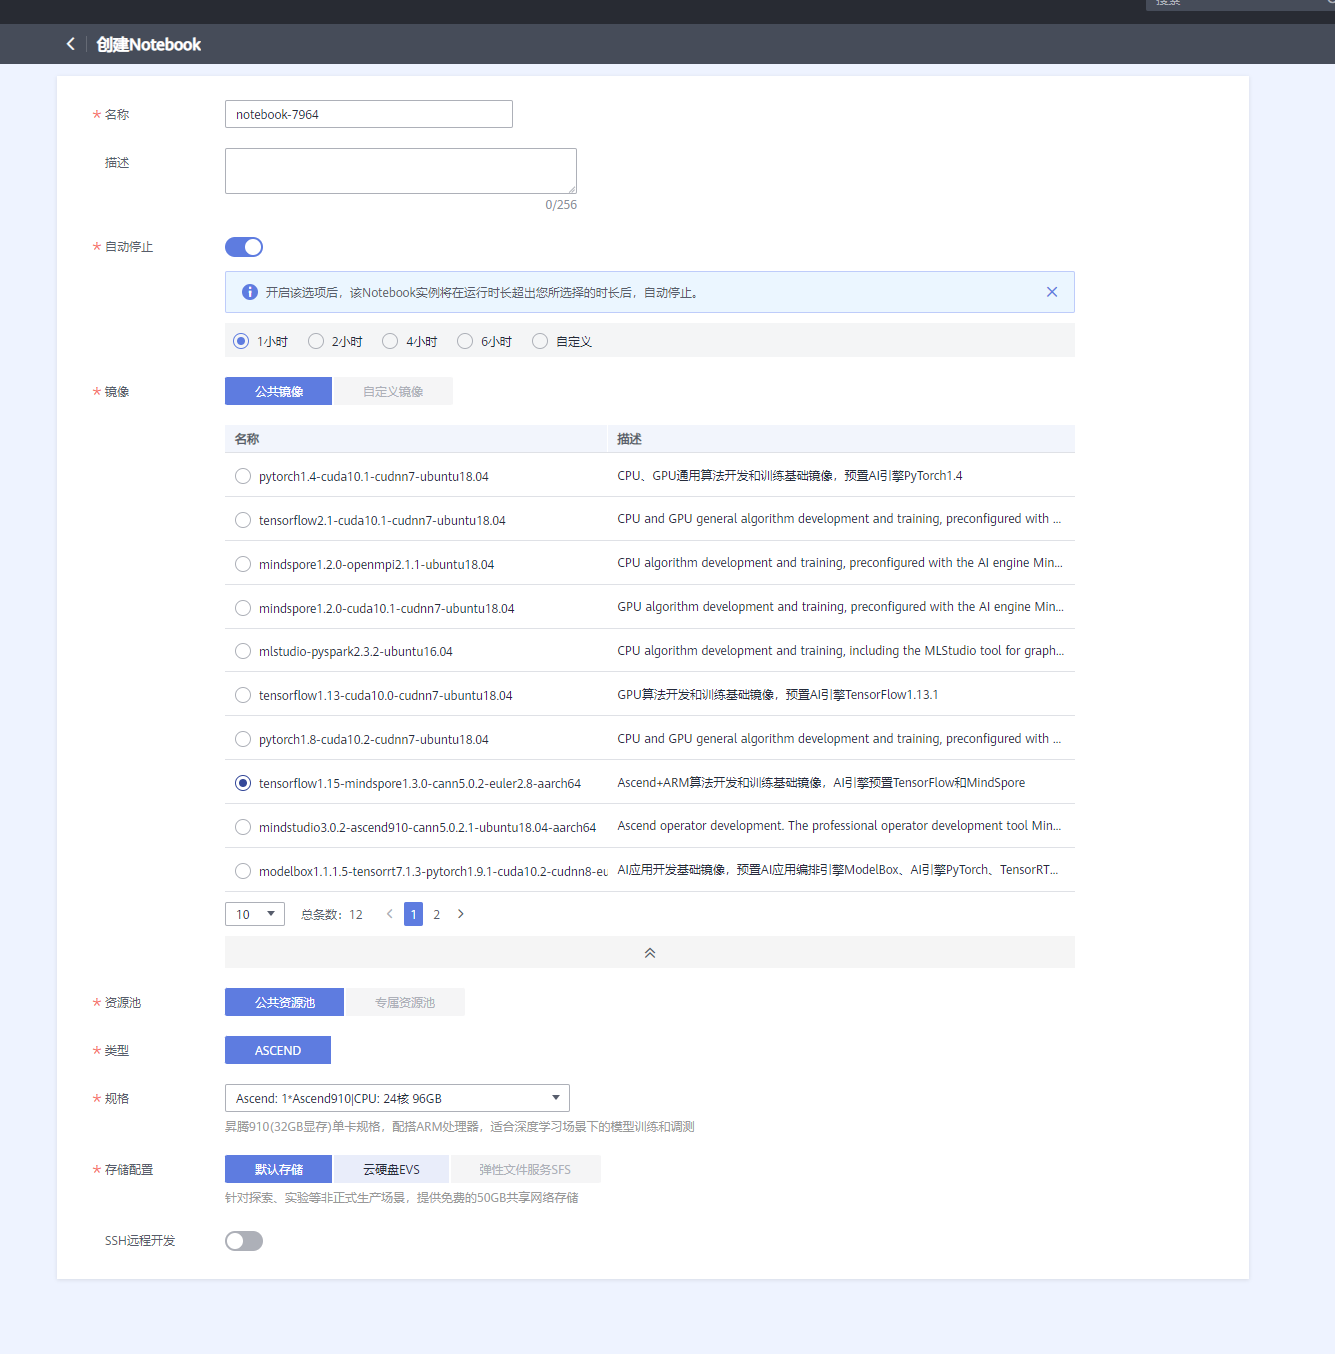 搜索
创建Notebook
* 名称
notebook-7964
描述
0/256
* 自动停止
开启该选项后，该Notebook实例将在运行时长超出您所选择的时长后，自动停止。
1小时 2小时 4小时 6小时 自定义
* 镜像
公共镜像 自定义镜像
名称 描述
pytorch1.4-cuda10.1-cudnn7-ubuntu18.04 CPU、GPU通用算法开发和训练基础镜像，预置AI引擎PyTorch1.4
tensorflow2.1-cuda10.1-cudnn7-ubuntu18.04 CPU and GPU general algorithm development and training, preconfigured with ...
mindspore1.2.0-openmpi2.1.1-ubuntu18.04 CPU algorithm development and training, preconfigured with the AI engine Min...
mindspore1.2.0-cuda10.1-cudnn7-ubuntu18.04 GPU algorithm development and training, preconfigured with the AI engine Min...
mlstudio-pyspark2.3.2-ubuntu16.04 CPU algorithm development and training, including the MLStudio tool for graph...
tensorflow1.13-cuda10.0-cudnn7-ubuntu18.04 GPU算法开发和训练基础镜像，预置AI引擎TensorFlow1.13.1
pytorch1.8-cuda10.2-cudnn7-ubuntu18.04 CPU and GPU general algorithm development and training, preconfigured with ...
tensorflow1.15-mindspore1.3.0-cann5.0.2-euler2.8-aarch64 Ascend+ARM算法开发和训练基础镜像，AI引擎预置TensorFlow和MindSpore
mindstudio3.0.2-ascend910-cann5.0.2.1-ubuntu18.04-aarch64 Ascend operator development. The professional operator development tool Min...
modelbox1.1.1.5-tensorrt7.1.3-pytorch1.9.1-cuda10.2-cudnn8-eu AI应用开发基础镜像，预置AI应用编排引擎ModelBox、AI引擎PyTorch、TensorRT...
10 总条数：12 < 1 2 >
* 资源池
公共资源池 专属资源池
* 类型
ASCEND
* 规格
Ascend: 1*Ascend910|CPU: 24核 96GB
昇腾910(32GB显存)单卡规格，配搭ARM处理器，适合深度学习场景下的模型训练和调测
* 存储配置
默认存储 云硬盘EVS 弹性文件服务SFS
针对探索、实验等非正式生产场景，提供免费的50GB共享网络存储
SSH远程开发